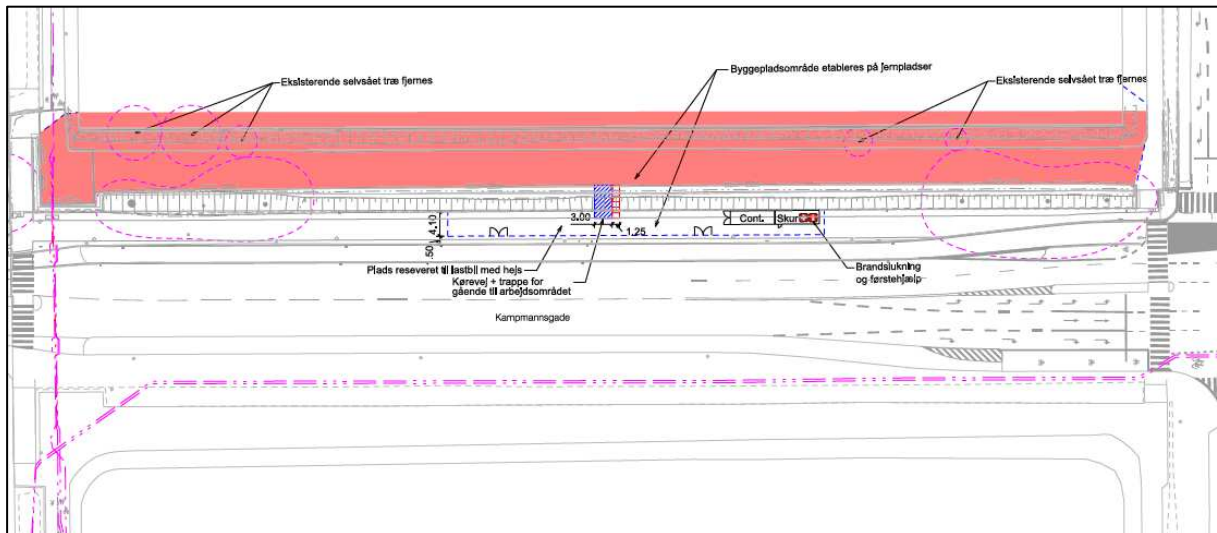 Eksisterende selvsået træ fjernes
Byggepladsområde etableres på jernplader
Eksisterende selvsået træ fjernes
3.00
1.25
4.10
.50
Cont.
Skur
Plads reserveret til lastbil med hejs
Kørevej + trappe for
gående til arbejdsområdet
Brandslukning
og førstehjælp
Kampmannsgade